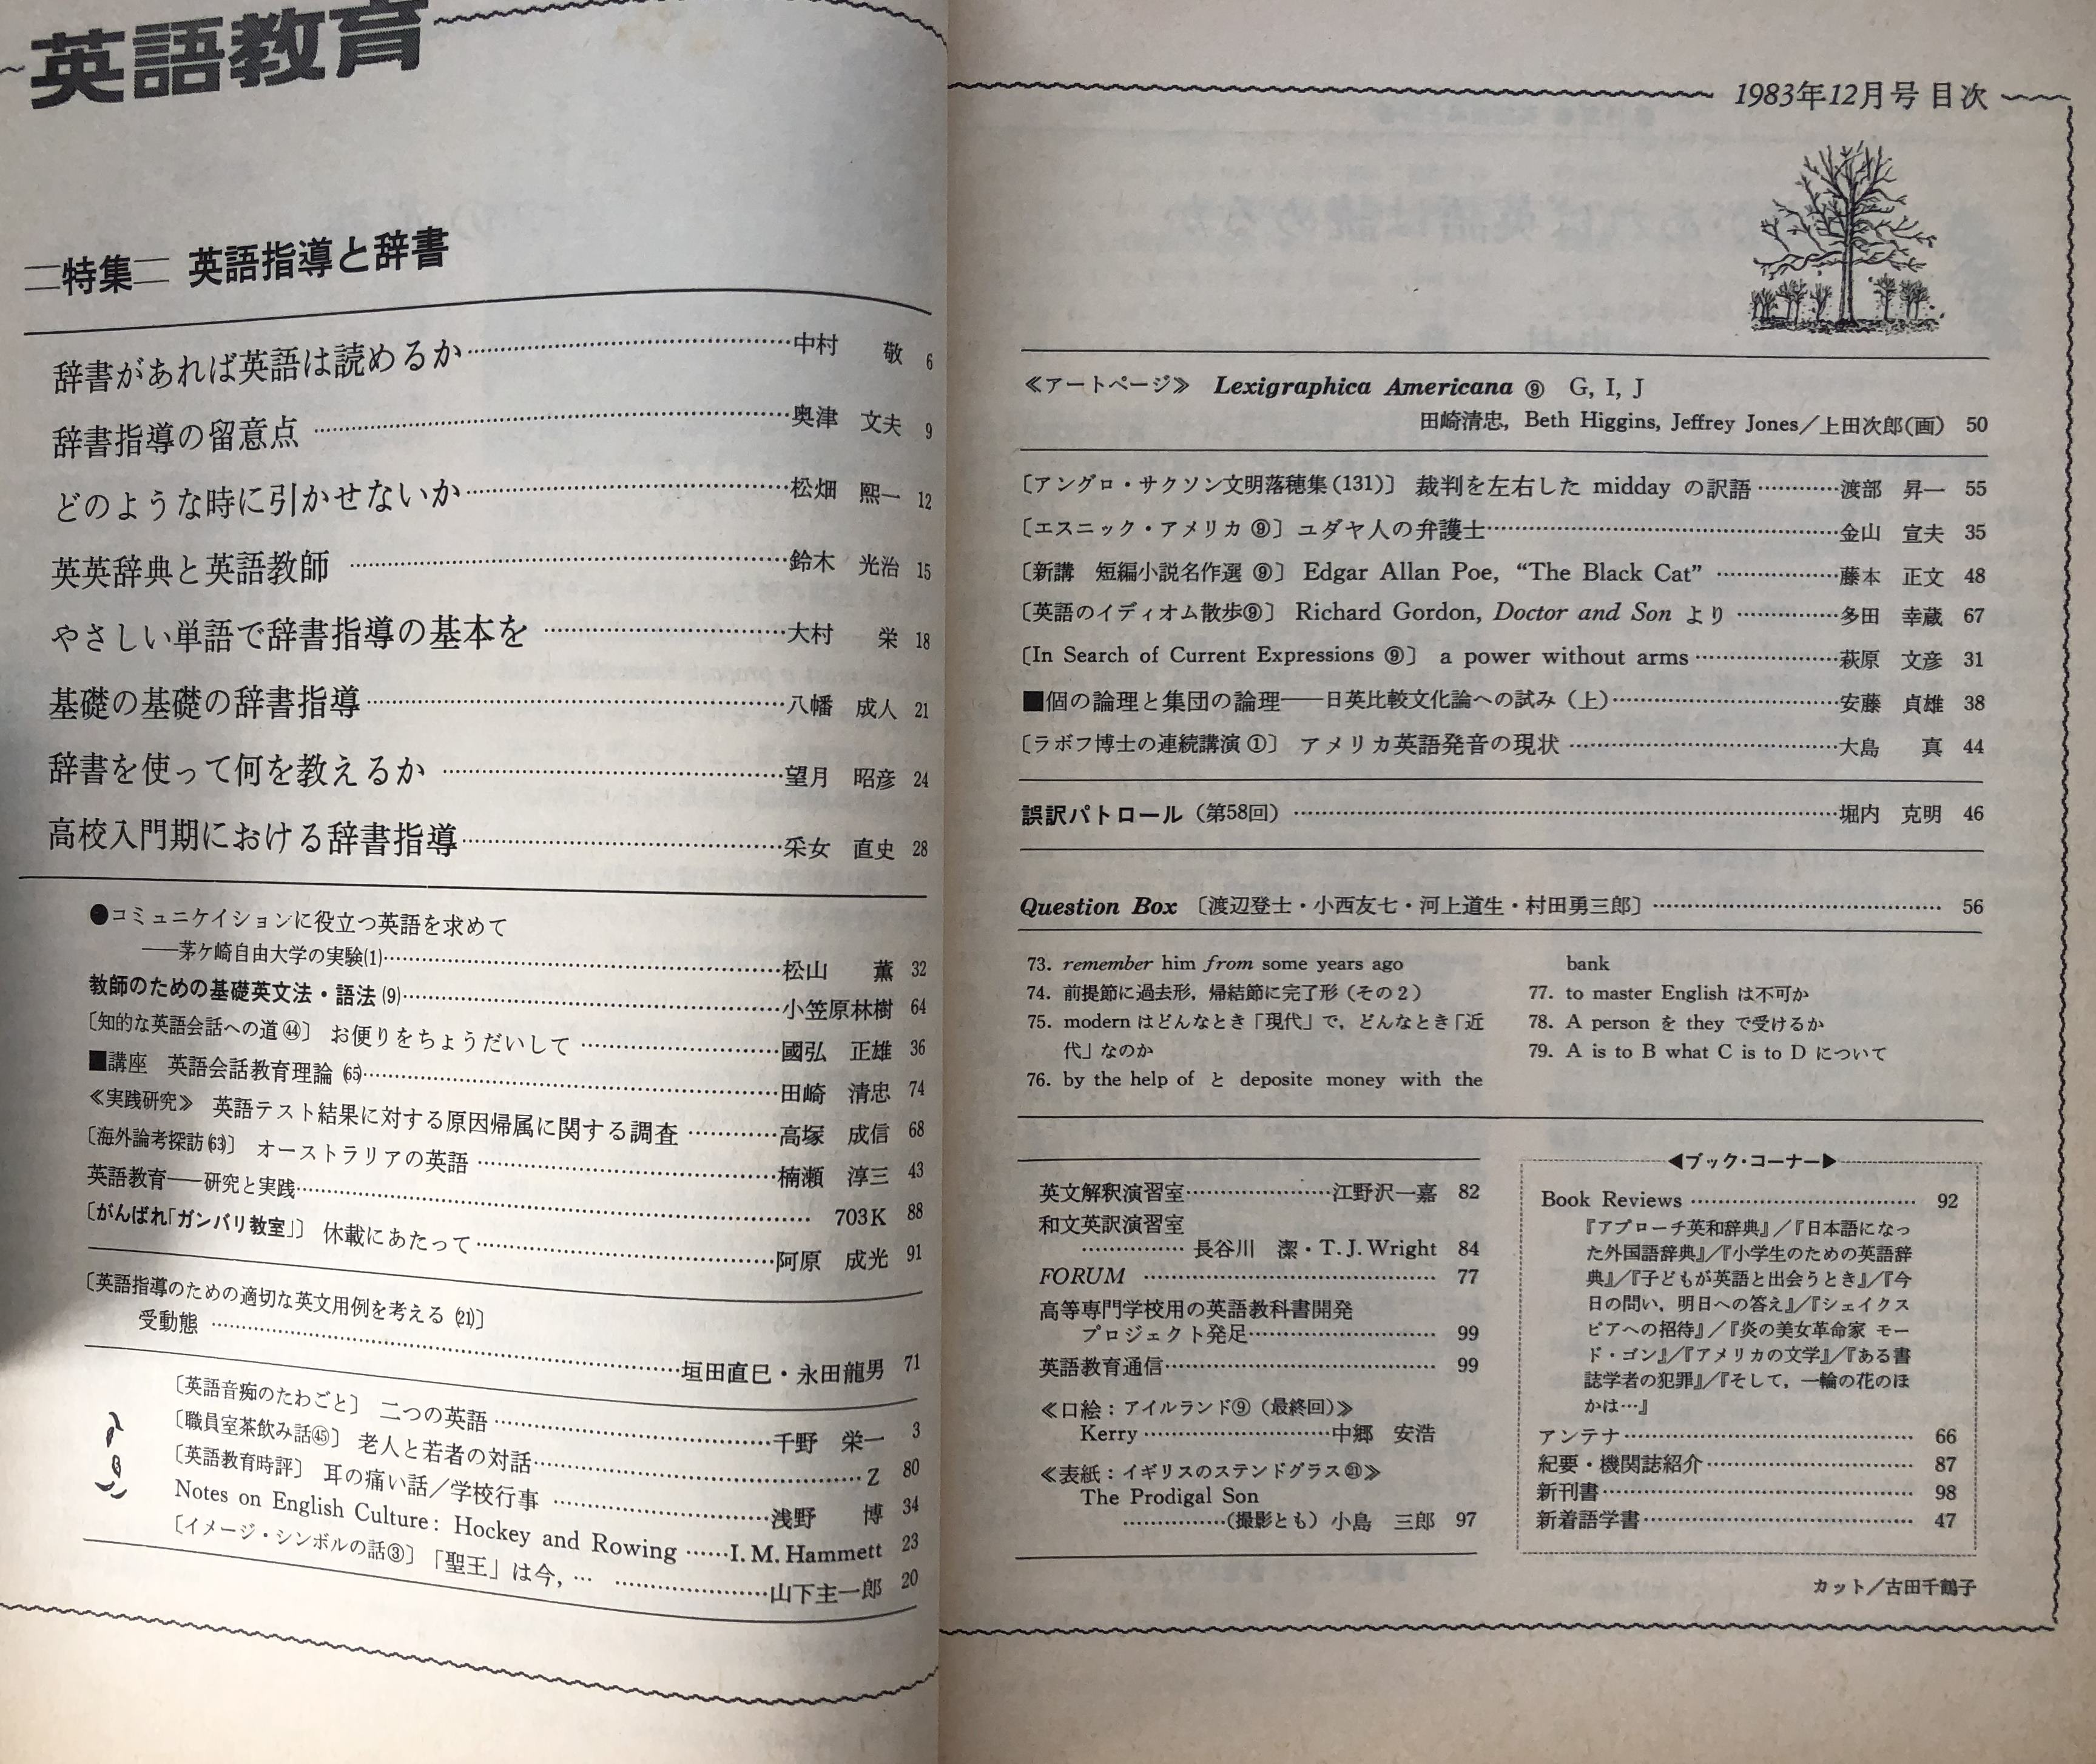 英語教育
特集 英語指導と辞書
辞書があれば英語は読めるか……中村 敬 6
辞書指導の留意点……奥津 文夫 9
どのような時に引かせないか……松畑 熙一 12
英英辞典と英語教師……鈴木 光治 15
やさしい単語で辞書指導の基本を……大村 栄 18
基礎の基礎の辞書指導……八幡 成人 21
辞書を使って何を教えるか……望月 昭彦 24
高校入門期における辞書指導……采女 直史 28
●コミュニケイションに役立つ英語を求めて
――茅ケ崎自由大学の実験(1)……松山 薫 32
教師のための基礎英文法・語法(9)……小笠原林樹 64
〔知的な英語会話への道㊹〕 お便りをちょうだいして……國弘 正雄 36
■講座 英語会話教育理論(65)……田崎 清忠 74
≪実践研究≫ 英語テスト結果に対する原因帰属に関する調査……高塚 成信 68
〔海外論考探訪(63)〕 オーストラリアの英語……楠瀬 淳三 43
英語教育――研究と実践……703K 88
〔がんばれ「ガンバリ教室」〕 休載にあたって……阿原 成光 91
〔英語指導のための適切な英文用例を考える(21)〕
受動態……垣田直巳・永田龍男 71
〔英語音痴のたわごと〕 二つの英語……千野 栄一 3
〔職員室茶飲み話㊺〕 老人と若者の対話……Z 80
〔英語教育時評〕 耳の痛い話／学校行事……浅野 博 34
Notes on English Culture: Hockey and Rowing……I. M. Hammett 23
〔イメージ・シンボルの話③〕「聖王」は今, ………山下主一郎 20
1983年12月号 目次
≪アートページ≫ Lexigraphica Americana ⑨ G, I, J
田崎清忠, Beth Higgins, Jeffrey Jones／上田次郎(画) 50
〔アングロ・サクソン文明落穂集(131)〕 裁判を左右した midday の訳語……渡部 昇一 55
〔エスニック・アメリカ⑨〕ユダヤ人の弁護士……金山 宣夫 35
〔新講 短編小説名作選⑨〕Edgar Allan Poe, “The Black Cat”……藤本 正文 48
〔英語のイディオム散歩⑨〕 Richard Gordon, Doctor and Son より……多田 幸蔵 67
〔In Search of Current Expressions ⑨〕 a power without arms……萩原 文彦 31
■個の論理と集団の論理――日英比較文化論への試み（上）……安藤 貞雄 38
〔ラボフ博士の連続講演①〕 アメリカ英語発音の現状……大島 真 44
誤訳パトロール（第58回）……堀内 克明 46
Question Box〔渡辺登士・小西友七・河上道生・村田勇三郎〕……56
73. remember him from some years ago
74. 前提節に過去形, 帰結節に完了形（その2）
75. modern はどんなとき「現代」で, どんなとき「近
代」なのか
76. by the help of と deposite money with the
bank
77. to master English は不可か
78. A person を they で受けるか
79. A is to B what C is to D について
英文解釈演習室……江野沢一嘉 82
和文英訳演習室
……長谷川 潔・T. J. Wright 84
FORUM……77
高等専門学校用の英語教科書開発
プロジェクト発足……99
英語教育通信……99
≪口絵：アイルランド⑨（最終回）≫
Kerry……中郷 安浩
≪表紙：イギリスのステンドグラス㉑≫
The Prodigal Son
……（撮影とも）小島 三郎 97
◀ブック・コーナー▶
Book Reviews……92
『アプローチ英和辞典』／『日本語になっ
た外国語辞典』／『小学生のための英語辞
典』／『子どもが英語と出会うとき』／『今
日の問い, 明日への答え』／『シェイクス
ピアへの招待』／『炎の美女革命家 モー
ド・ゴン』／『アメリカの文学』／『ある書
誌学者の犯罪』／『そして, 一輪の花のほ
かは…』
アンテナ……66
紀要・機関誌紹介……87
新刊書……98
新着語学書……47
カット／古田千鶴子